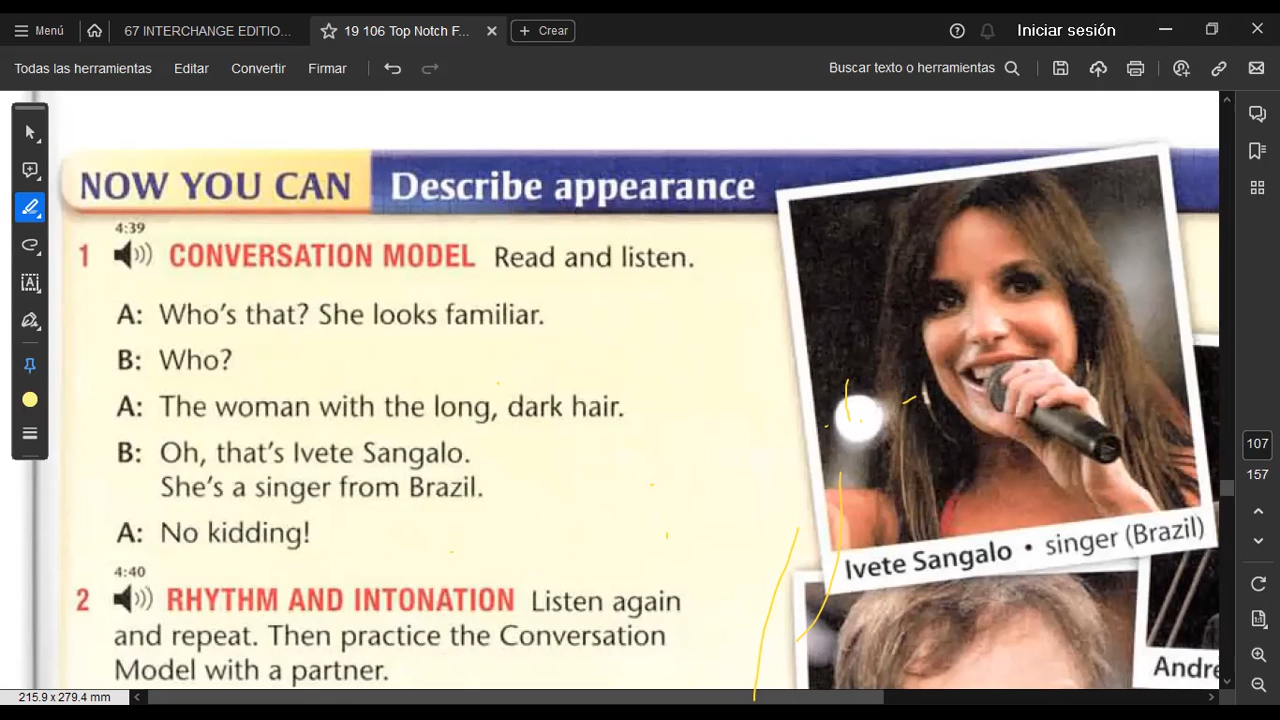 Menú
67 INTERCHANGE EDITIO...
19 106 Top Notch F...
Crear
Iniciar sesión
Todas las herramientas
Editar
Convertir
Firmar
Buscar texto o herramientas
NOW YOU CAN Describe appearance
4:39
1 CONVERSATION MODEL Read and listen.
A: Who's that? She looks familiar.
B: Who?
A: The woman with the long, dark hair.
B: Oh, that's Ivete Sangalo.
She's a singer from Brazil.
A: No kidding!
4:40
2 RHYTHM AND INTONATION Listen again
and repeat. Then practice the Conversation
Model with a partner.
Ivete Sangalo • singer (Brazil)
Andre
107
157
215.9 x 279.4 mm